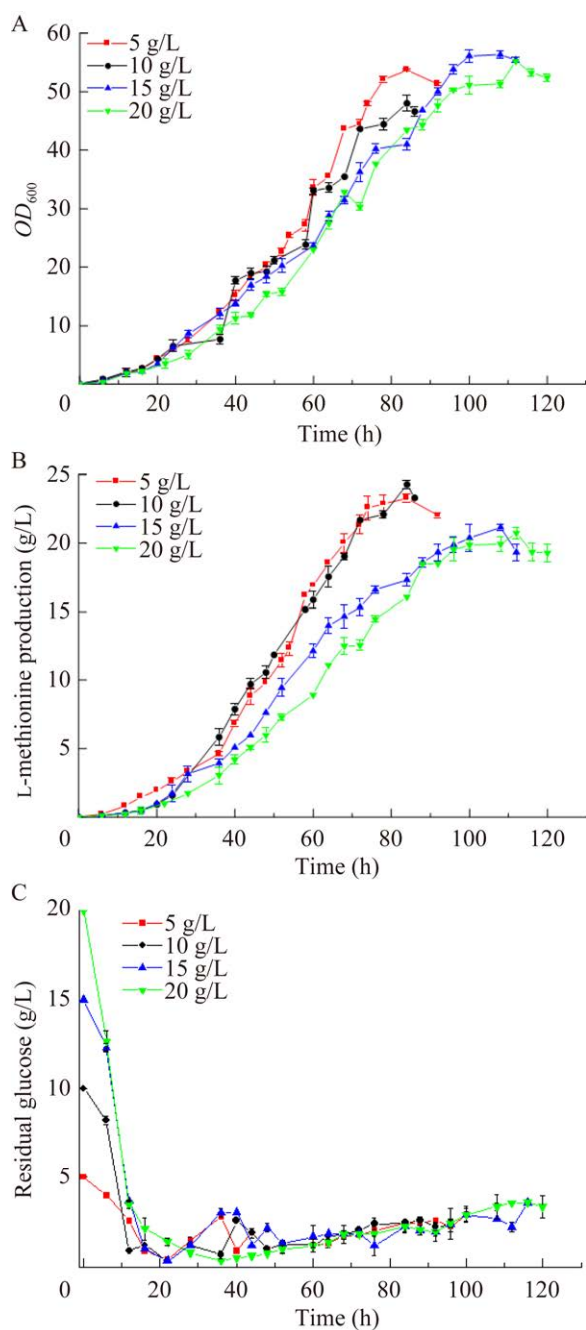 A
60
50
40
30
20
10
0
OD600
5 g/L
10 g/L
15 g/L
20 g/L
20 40 60 80 100 120
Time (h)
B
25
20
15
10
5
0
L-methionine production (g/L)
5 g/L
10 g/L
15 g/L
20 g/L
20 40 60 80 100 120
Time (h)
C
20
15
10
5
0
Residual glucose (g/L)
5 g/L
10 g/L
15 g/L
20 g/L
20 40 60 80 100 120
Time (h)